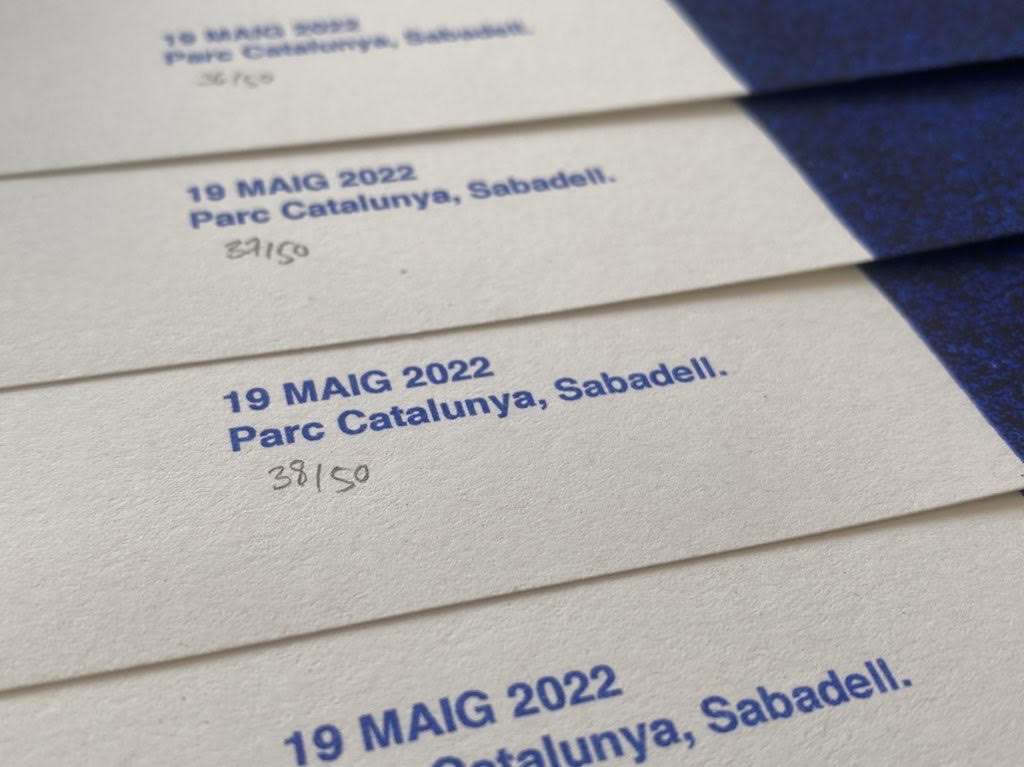 19 MAIG 2022
Parc Catalunya, Sabadell.
36/50
19 MAIG 2022
Parc Catalunya, Sabadell.
37/50
19 MAIG 2022
Parc Catalunya, Sabadell.
38/50
19 MAIG 2022
Catalunya, Sabadell.